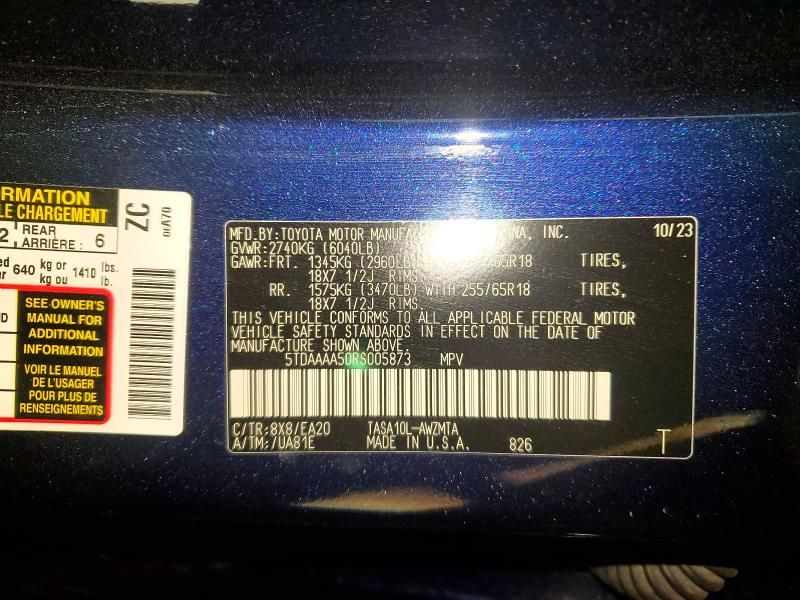 RMATION
LE CHARGEMENT
2 REAR ARRIÈRE: 6
640 kg or kg ou 1410 lbs. lb.
SEE OWNER'S
MANUAL FOR
ADDITIONAL
INFORMATION
VOIR LE MANUEL
DE L'USAGER
POUR PLUS DE
RENSEIGNEMENTS
ZC
MFD.BY:TOYOTA MOTOR MANUFA NA, INC. 10/23
GVWR:2740KG (6040LB)
GAWR:FRT. 1345KG (2960L /65R18 TIRES,
18X7 1/2J RIMS
RR. 1575KG (3470LB) WITH 255/65R18 TIRES,
18X7 1/2J RIMS
THIS VEHICLE CONFORMS TO ALL APPLICABLE FEDERAL MOTOR
VEHICLE SAFETY STANDARDS IN EFFECT ON THE DATE OF
MANUFACTURE SHOWN ABOVE.
5TDAAAA50RS005873 MPV
C/TR:8X8/EA20 TASA10L-AWZMTA
A/TM:/UA81E MADE IN U.S.A. 826 T